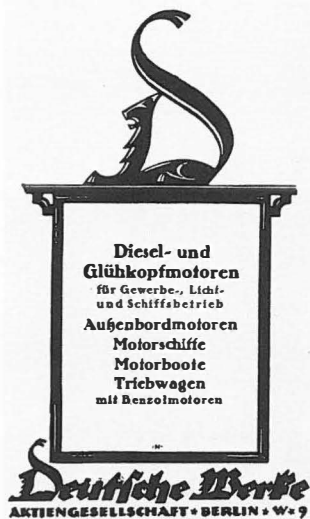 Diesel- und
Glühkopfmotoren
für Gewerbe-, Licht-
und Schiffsbetrieb
Außenbordmotoren
Motorschiffe
Motorboote
Triebwagen
mit Benzolmotoren
Deutsche Werke
AKTIENGESELLSCHAFT * BERLIN * W * 9